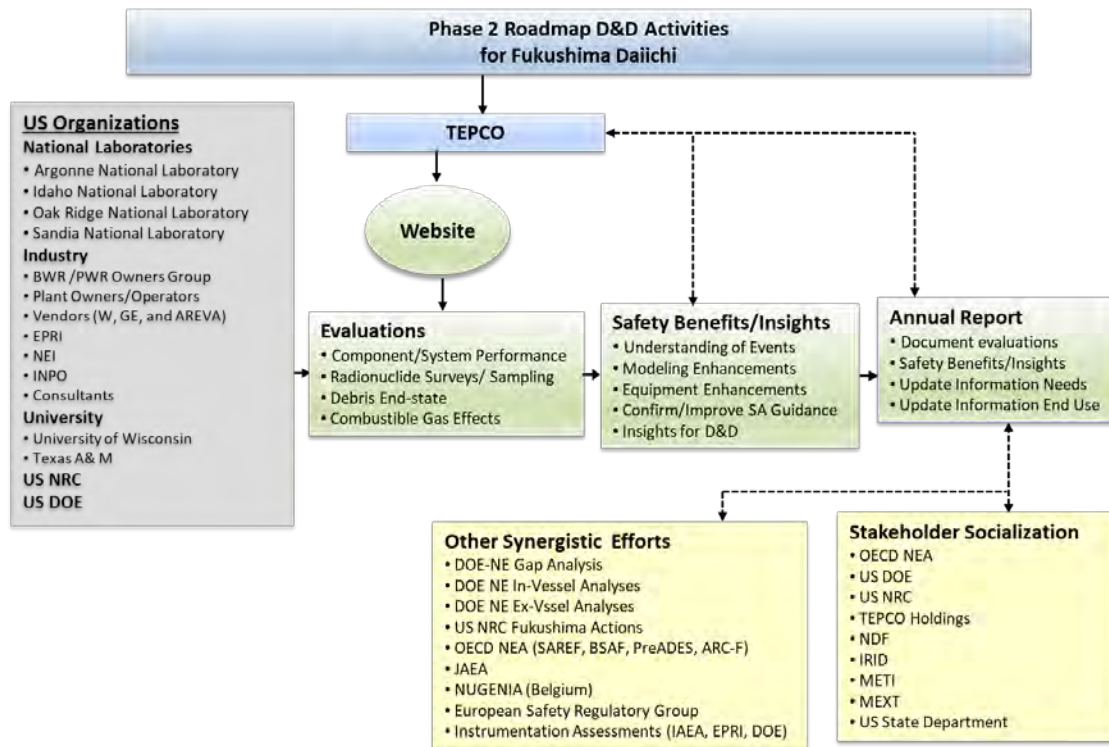 Phase 2 Roadmap D&D Activities
for Fukushima Daiichi
TEPCO
Website
US Organizations
National Laboratories
• Argonne National Laboratory
• Idaho National Laboratory
• Oak Ridge National Laboratory
• Sandia National Laboratory
Industry
• BWR /PWR Owners Group
• Plant Owners/Operators
• Vendors (W, GE, and AREVA)
• EPRI
• NEI
• INPO
• Consultants
University
• University of Wisconsin
• Texas A& M
US NRC
US DOE
Evaluations
• Component/System Performance
• Radionuclide Surveys/ Sampling
• Debris End-state
• Combustible Gas Effects
Safety Benefits/Insights
• Understanding of Events
• Modeling Enhancements
• Equipment Enhancements
• Confirm/Improve SA Guidance
• Insights for D&D
Annual Report
• Document evaluations
• Safety Benefits/Insights
• Update Information Needs
• Update Information End Use
Other Synergistic Efforts
• DOE-NE Gap Analysis
• DOE NE In-Vessel Analyses
• DOE NE Ex-Vssel Analyses
• US NRC Fukushima Actions
• OECD NEA (SAREF, BSAF, PreADES, ARC-F)
• JAEA
• NUGENIA (Belgium)
• European Safety Regulatory Group
• Instrumentation Assessments (IAEA, EPRI, DOE)
Stakeholder Socialization
• OECD NEA
• US DOE
• US NRC
• TEPCO Holdings
• NDF
• IRID
• METI
• MEXT
• US State Department